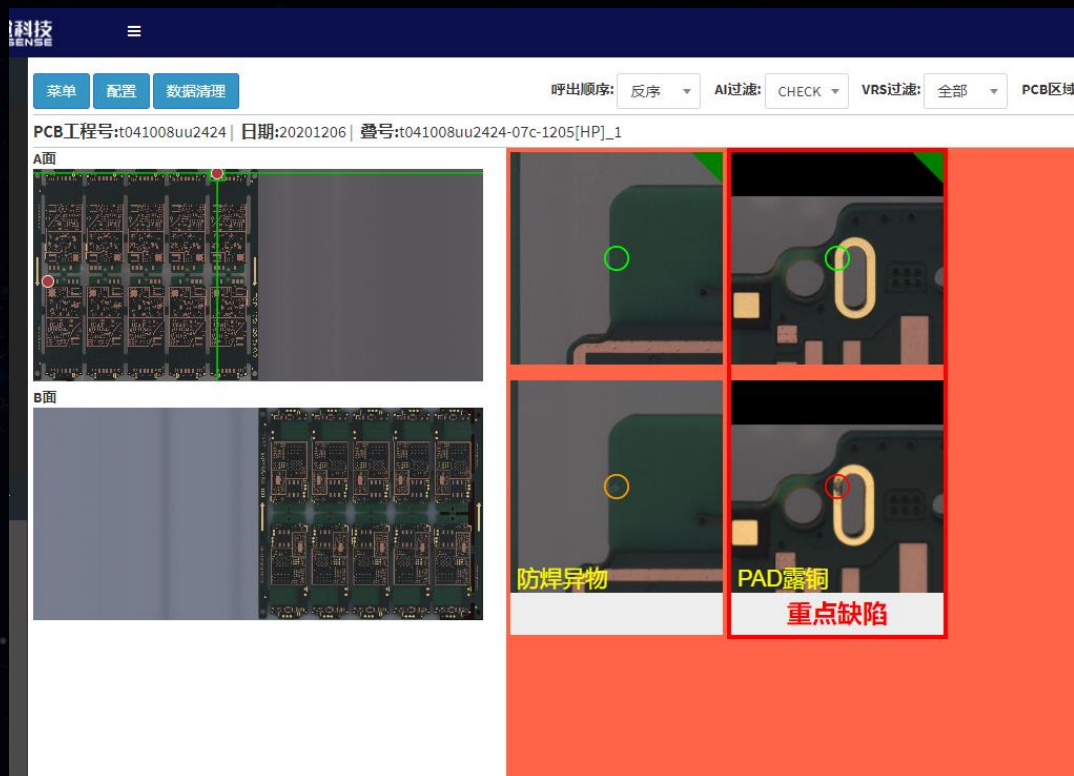 科技
SENSE
菜单 配置 数据清理 呼出顺序: 反序 AI过滤: CHECK VRS过滤: 全部 PCB区域
PCB工程号:t041008uu2424 | 日期:20201206 | 叠号:t041008uu2424-07c-1205[HP]_1
A面
B面
防焊异物
PAD露铜
重点缺陷